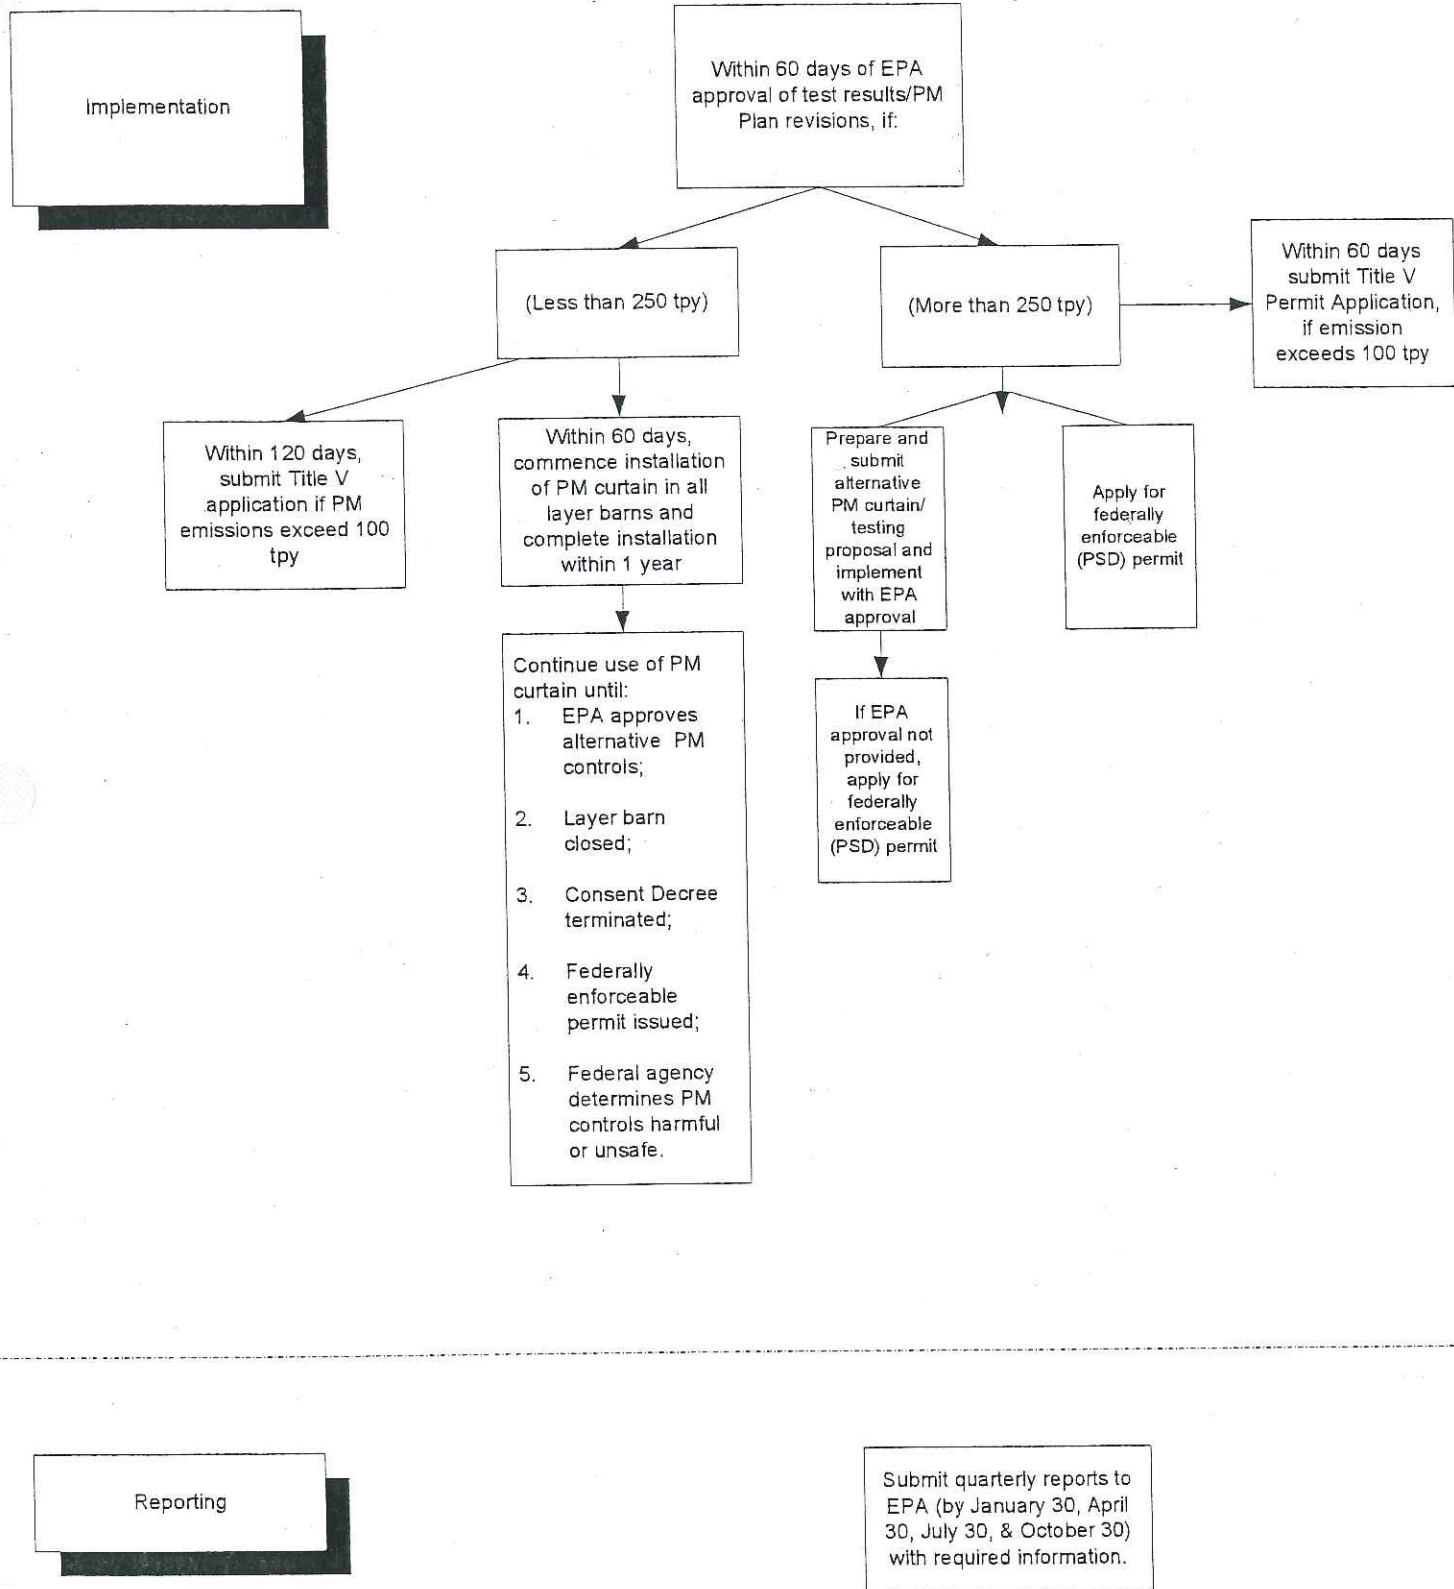 Implementation
Within 60 days of EPA
approval of test results/PM
Plan revisions, if:
(Less than 250 tpy)
(More than 250 tpy)
Within 60 days
submit Title V
Permit Application,
if emission
exceeds 100 tpy
Within 120 days,
submit Title V
application if PM
emissions exceed 100
tpy
Within 60 days,
commence installation
of PM curtain in all
layer barns and
complete installation
within 1 year
Prepare and
submit
alternative
PM curtain/
testing
proposal and
implement
with EPA
approval
Apply for
federally
enforceable
(PSD) permit
Continue use of PM
curtain until:
1. EPA approves
alternative PM
controls;
2. Layer barn
closed;
3. Consent Decree
terminated;
4. Federally
enforceable
permit issued;
5. Federal agency
determines PM
controls harmful
or unsafe.
If EPA
approval not
provided,
apply for
federally
enforceable
(PSD) permit
Reporting
Submit quarterly reports to
EPA (by January 30, April
30, July 30, & October 30)
with required information.